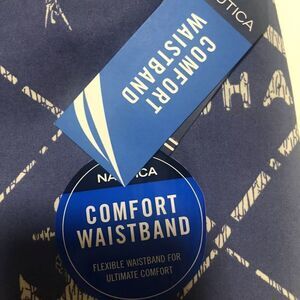 NAUTICA
COMFORT
WAISTBAND
NAUTICA
COMFORT
WAISTBAND
FLEXIBLE WAISTBAND FOR
ULTIMATE COMFORT